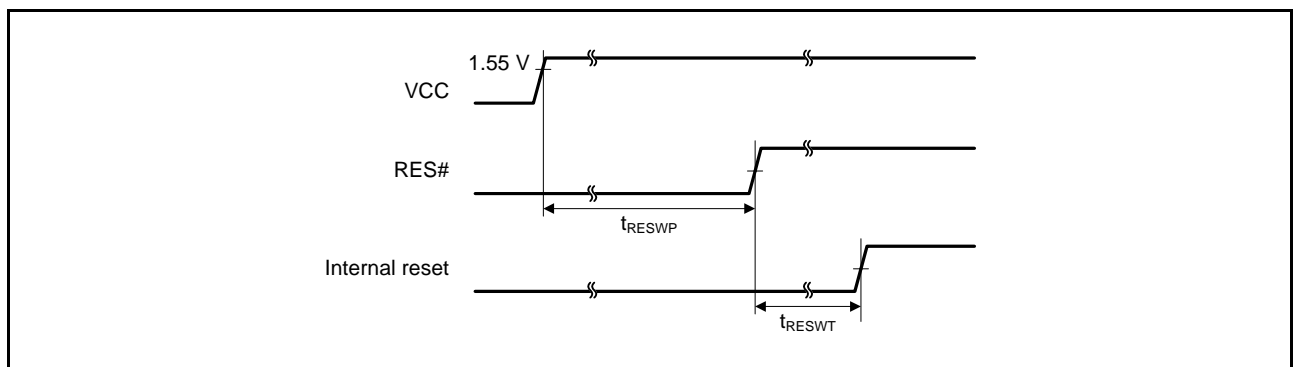 1.55 V
VCC
RES#
tRESWP
Internal reset
tRESWT